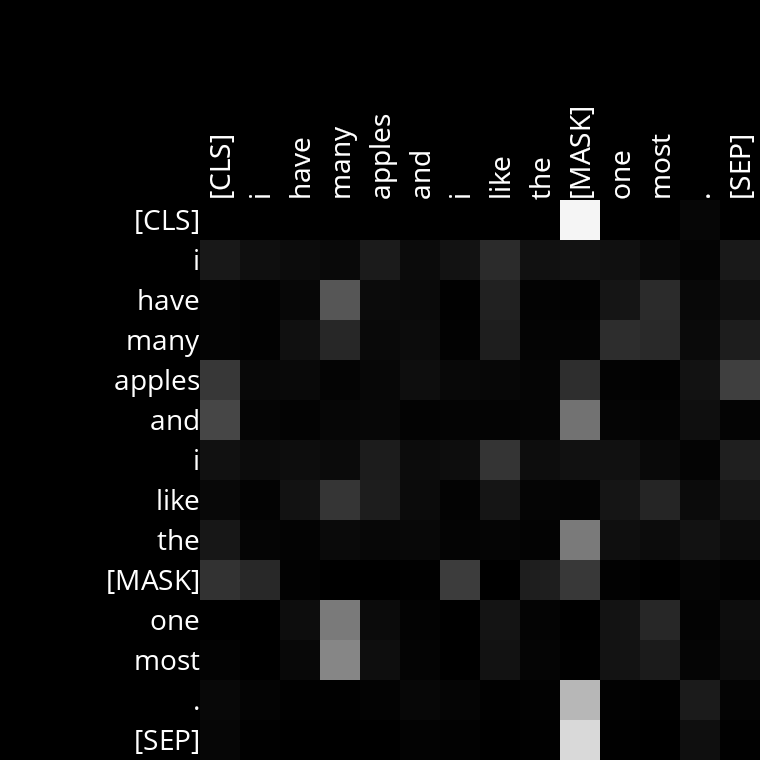 [CLS] i have many apples and i like the [MASK] one most . [SEP]
[CLS]
i
have
many
apples
and
i
like
the
[MASK]
one
most
.
[SEP]